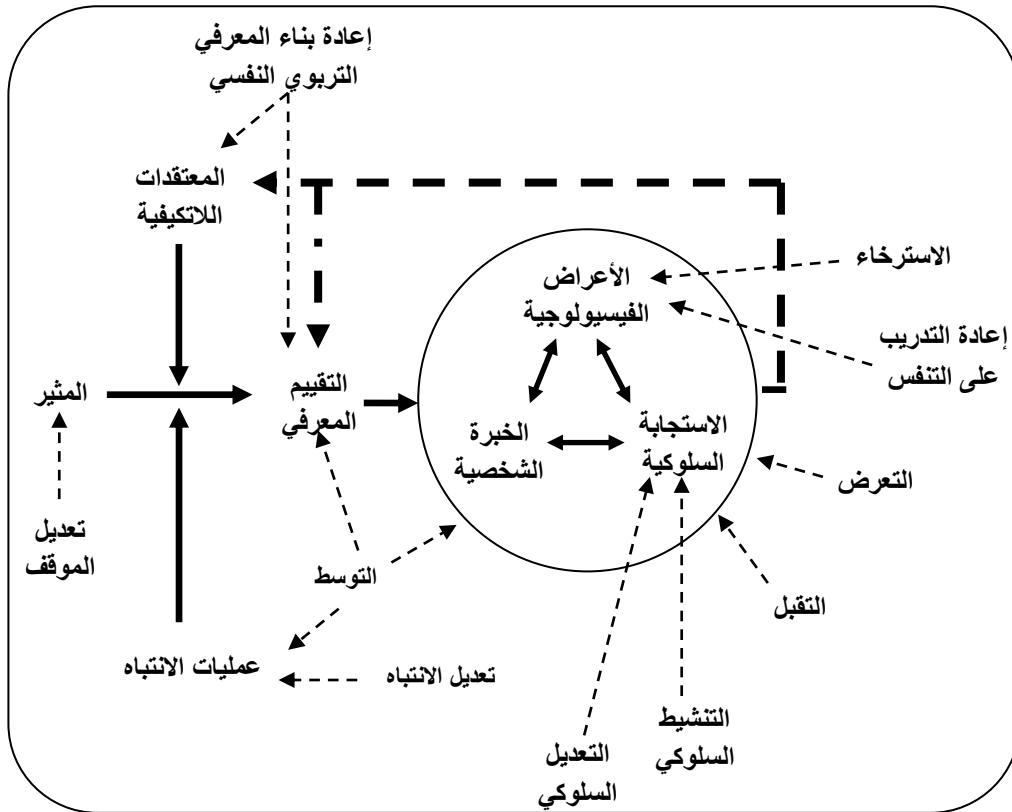 إعادة بناء المعرفي
التربوي النفسي
المعتقدات
اللاتكيفية
الأعراض
الفيسيولوجية
الاسترخاء
إعادة التدريب
على التنفس
المثير
التقييم
المعرفي
الخبرة
الشخصية
الاستجابة
السلوكية
التعرض
تعديل
الموقف
التوسط
التقبل
عمليات الانتباه
تعديل الانتباه
التنشيط
السلوكي
التعديل
السلوكي